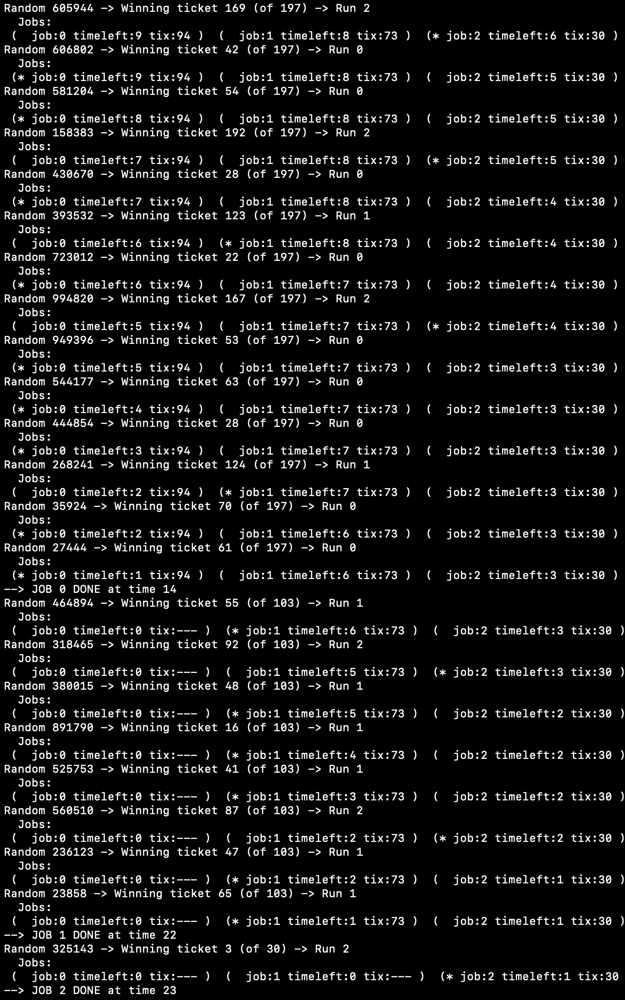 Random 605944 -> Winning ticket 169 (of 197) -> Run 2
  Jobs:
 (  job:0 timeleft:9 tix:94 )  (  job:1 timeleft:8 tix:73 )  (* job:2 timeleft:6 tix:30 )
Random 606802 -> Winning ticket 42 (of 197) -> Run 0
  Jobs:
 (* job:0 timeleft:9 tix:94 )  (  job:1 timeleft:8 tix:73 )  (  job:2 timeleft:5 tix:30 )
Random 581204 -> Winning ticket 54 (of 197) -> Run 0
  Jobs:
 (* job:0 timeleft:8 tix:94 )  (  job:1 timeleft:8 tix:73 )  (  job:2 timeleft:5 tix:30 )
Random 158383 -> Winning ticket 192 (of 197) -> Run 2
  Jobs:
 (  job:0 timeleft:7 tix:94 )  (  job:1 timeleft:8 tix:73 )  (* job:2 timeleft:5 tix:30 )
Random 430670 -> Winning ticket 28 (of 197) -> Run 0
  Jobs:
 (* job:0 timeleft:7 tix:94 )  (  job:1 timeleft:8 tix:73 )  (  job:2 timeleft:4 tix:30 )
Random 393532 -> Winning ticket 123 (of 197) -> Run 1
  Jobs:
 (  job:0 timeleft:6 tix:94 )  (* job:1 timeleft:8 tix:73 )  (  job:2 timeleft:4 tix:30 )
Random 723012 -> Winning ticket 22 (of 197) -> Run 0
  Jobs:
 (* job:0 timeleft:6 tix:94 )  (  job:1 timeleft:7 tix:73 )  (  job:2 timeleft:4 tix:30 )
Random 994820 -> Winning ticket 167 (of 197) -> Run 2
  Jobs:
 (  job:0 timeleft:5 tix:94 )  (  job:1 timeleft:7 tix:73 )  (* job:2 timeleft:4 tix:30 )
Random 949396 -> Winning ticket 53 (of 197) -> Run 0
  Jobs:
 (* job:0 timeleft:5 tix:94 )  (  job:1 timeleft:7 tix:73 )  (  job:2 timeleft:3 tix:30 )
Random 544177 -> Winning ticket 63 (of 197) -> Run 0
  Jobs:
 (* job:0 timeleft:4 tix:94 )  (  job:1 timeleft:7 tix:73 )  (  job:2 timeleft:3 tix:30 )
Random 444854 -> Winning ticket 28 (of 197) -> Run 0
  Jobs:
 (* job:0 timeleft:3 tix:94 )  (  job:1 timeleft:7 tix:73 )  (  job:2 timeleft:3 tix:30 )
Random 268241 -> Winning ticket 124 (of 197) -> Run 1
  Jobs:
 (  job:0 timeleft:2 tix:94 )  (* job:1 timeleft:7 tix:73 )  (  job:2 timeleft:3 tix:30 )
Random 35924 -> Winning ticket 70 (of 197) -> Run 0
  Jobs:
 (* job:0 timeleft:2 tix:94 )  (  job:1 timeleft:6 tix:73 )  (  job:2 timeleft:3 tix:30 )
Random 27444 -> Winning ticket 61 (of 197) -> Run 0
  Jobs:
 (* job:0 timeleft:1 tix:94 )  (  job:1 timeleft:6 tix:73 )  (  job:2 timeleft:3 tix:30 )
--> JOB 0 DONE at time 14
Random 464894 -> Winning ticket 55 (of 103) -> Run 1
  Jobs:
 (  job:0 timeleft:0 tix:--- )  (* job:1 timeleft:6 tix:73 )  (  job:2 timeleft:3 tix:30 )
Random 318465 -> Winning ticket 92 (of 103) -> Run 2
  Jobs:
 (  job:0 timeleft:0 tix:--- )  (  job:1 timeleft:5 tix:73 )  (* job:2 timeleft:3 tix:30 )
Random 380015 -> Winning ticket 48 (of 103) -> Run 1
  Jobs:
 (  job:0 timeleft:0 tix:--- )  (* job:1 timeleft:5 tix:73 )  (  job:2 timeleft:2 tix:30 )
Random 891790 -> Winning ticket 16 (of 103) -> Run 1
  Jobs:
 (  job:0 timeleft:0 tix:--- )  (* job:1 timeleft:4 tix:73 )  (  job:2 timeleft:2 tix:30 )
Random 525753 -> Winning ticket 41 (of 103) -> Run 1
  Jobs:
 (  job:0 timeleft:0 tix:--- )  (* job:1 timeleft:3 tix:73 )  (  job:2 timeleft:2 tix:30 )
Random 560510 -> Winning ticket 87 (of 103) -> Run 2
  Jobs:
 (  job:0 timeleft:0 tix:--- )  (  job:1 timeleft:2 tix:73 )  (* job:2 timeleft:2 tix:30 )
Random 236123 -> Winning ticket 47 (of 103) -> Run 1
  Jobs:
 (  job:0 timeleft:0 tix:--- )  (* job:1 timeleft:2 tix:73 )  (  job:2 timeleft:1 tix:30 )
Random 23858 -> Winning ticket 65 (of 103) -> Run 1
  Jobs:
 (  job:0 timeleft:0 tix:--- )  (* job:1 timeleft:1 tix:73 )  (  job:2 timeleft:1 tix:30 )
--> JOB 1 DONE at time 22
Random 325143 -> Winning ticket 3 (of 30) -> Run 2
  Jobs:
 (  job:0 timeleft:0 tix:--- )  (  job:1 timeleft:0 tix:--- )  (* job:2 timeleft:1 tix:30
--> JOB 2 DONE at time 23